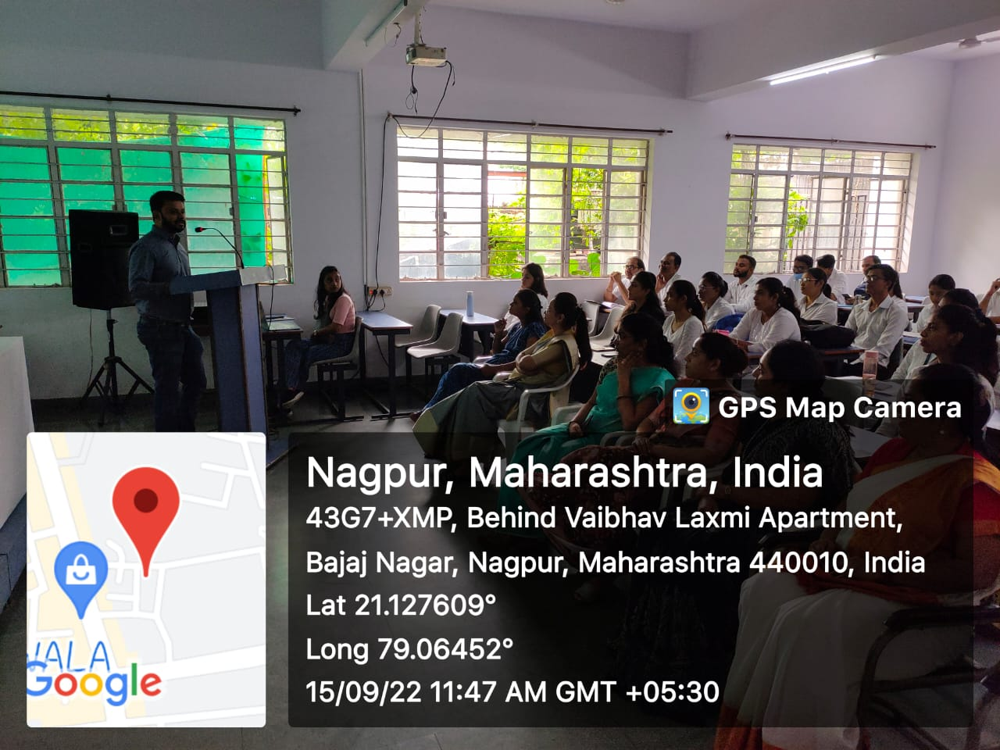 GPS Map Camera
Nagpur, Maharashtra, India
43G7+XMP, Behind Vaibhav Laxmi Apartment,
Bajaj Nagar, Nagpur, Maharashtra 440010, India
Lat 21.127609°
Long 79.06452°
15/09/22 11:47 AM GMT +05:30
Google